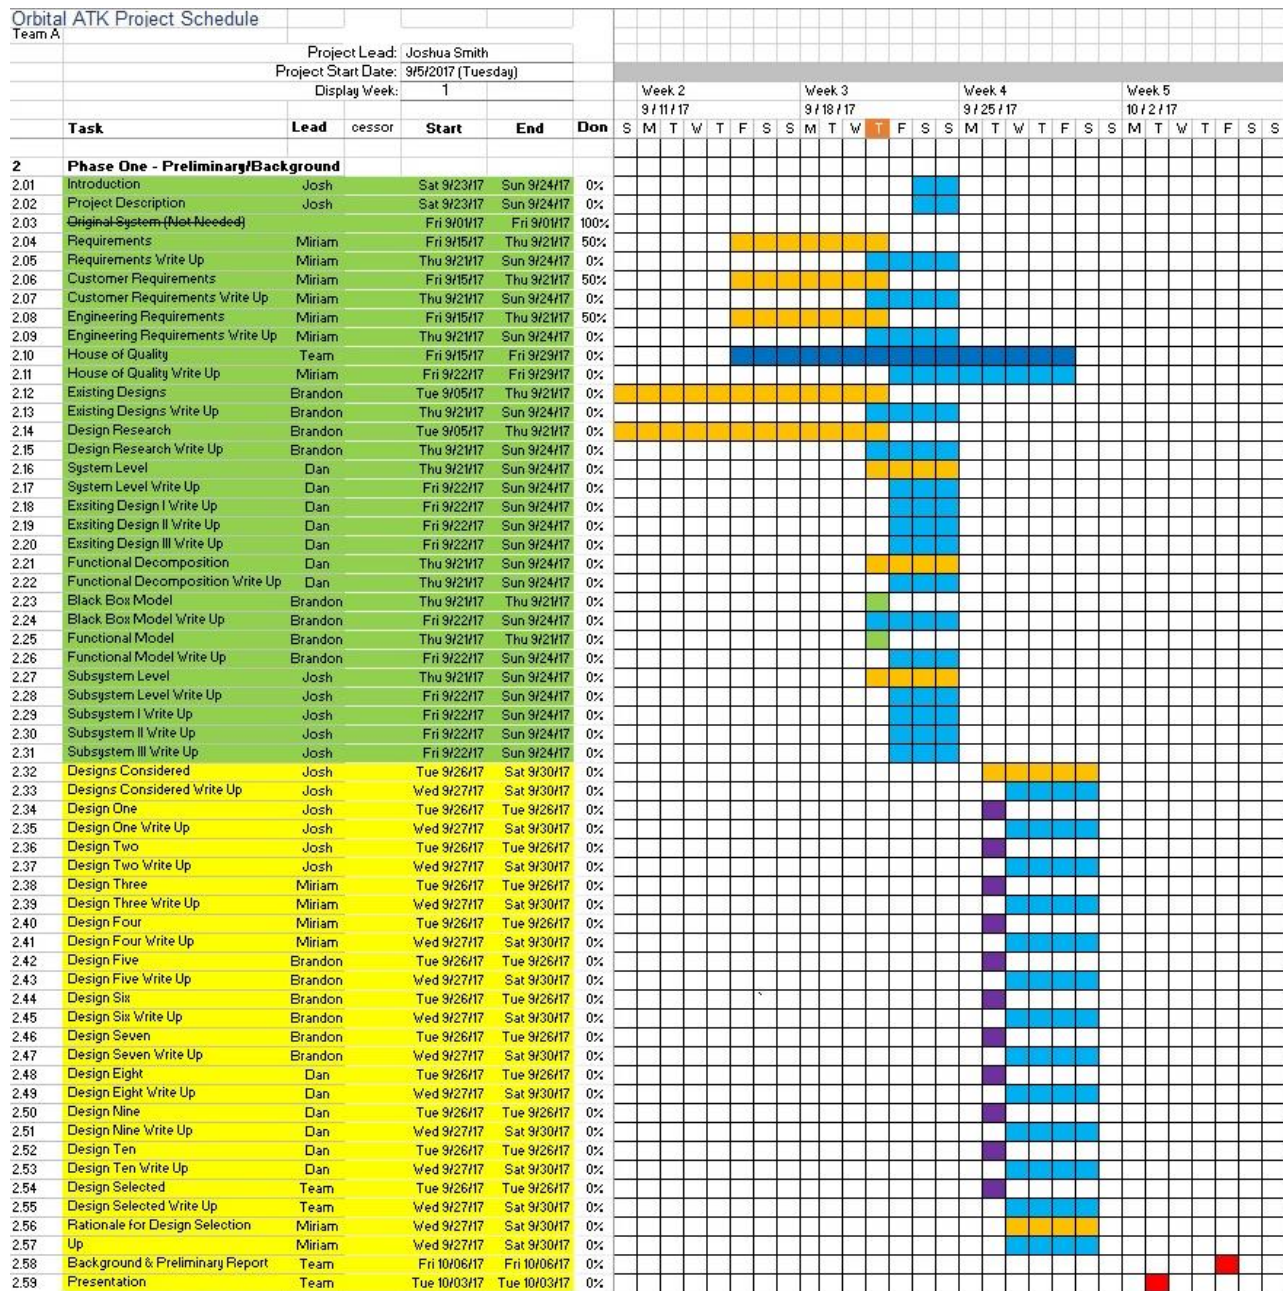 Orbital ATK Project Schedule
Team A
Project Lead: Joshua Smith
Project Start Date: 9/5/2017 (Tuesday)
Display Week: 1 Week 2 Week 3 Week 4 Week 5
9/11/17 9/18/17 9/25/17 10/2/17
Task Lead cessor Start End Don S M T W T F S S M T W T F S S M T W T F S S M T W T F S S
2 Phase One - Preliminary/Background
2.01 Introduction Josh Sat 9/23/17 Sun 9/24/17 0%
2.02 Project Description Josh Sat 9/23/17 Sun 9/24/17 0%
2.03 Original System (Not Needed) Fri 9/01/17 Fri 9/01/17 100%
2.04 Requirements Miriam Fri 9/15/17 Thu 9/21/17 50%
2.05 Requirements Write Up Miriam Thu 9/21/17 Sun 9/24/17 0%
2.06 Customer Requirements Miriam Fri 9/15/17 Thu 9/21/17 50%
2.07 Customer Requirements Write Up Miriam Thu 9/21/17 Sun 9/24/17 0%
2.08 Engineering Requirements Miriam Fri 9/15/17 Thu 9/21/17 50%
2.09 Engineering Requirements Write Up Miriam Thu 9/21/17 Sun 9/24/17 0%
2.10 House of Quality Team Fri 9/15/17 Fri 9/29/17 0%
2.11 House of Quality Write Up Miriam Fri 9/22/17 Fri 9/29/17 0%
2.12 Existing Designs Brandon Tue 9/05/17 Thu 9/21/17 0%
2.13 Existing Designs Write Up Brandon Thu 9/21/17 Sun 9/24/17 0%
2.14 Design Research Brandon Tue 9/05/17 Thu 9/21/17 0%
2.15 Design Research Write Up Brandon Thu 9/21/17 Sun 9/24/17 0%
2.16 System Level Dan Thu 9/21/17 Sun 9/24/17 0%
2.17 System Level Write Up Dan Fri 9/22/17 Sun 9/24/17 0%
2.18 Exsiting Design I Write Up Dan Fri 9/22/17 Sun 9/24/17 0%
2.19 Exsiting Design II Write Up Dan Fri 9/22/17 Sun 9/24/17 0%
2.20 Exsiting Design III Write Up Dan Fri 9/22/17 Sun 9/24/17 0%
2.21 Functional Decomposition Dan Thu 9/21/17 Sun 9/24/17 0%
2.22 Functional Decomposition Write Up Dan Thu 9/21/17 Sun 9/24/17 0%
2.23 Black Box Model Brandon Thu 9/21/17 Thu 9/21/17 0%
2.24 Black Box Model Write Up Brandon Thu 9/21/17 Sun 9/24/17 0%
2.25 Functional Model Brandon Thu 9/21/17 Thu 9/21/17 0%
2.26 Functional Model Write Up Brandon Fri 9/22/17 Sun 9/24/17 0%
2.27 Subsystem Level Josh Thu 9/21/17 Sun 9/24/17 0%
2.28 Subsystem Level Write Up Josh Fri 9/22/17 Sun 9/24/17 0%
2.29 Subsystem I Write Up Josh Fri 9/22/17 Sun 9/24/17 0%
2.30 Subsystem II Write Up Josh Fri 9/22/17 Sun 9/24/17 0%
2.31 Subsystem III Write Up Josh Fri 9/22/17 Sun 9/24/17 0%
2.32 Designs Considered Josh Tue 9/26/17 Sat 9/30/17 0%
2.33 Designs Considered Write Up Josh Wed 9/27/17 Sat 9/30/17 0%
2.34 Design One Josh Tue 9/26/17 Tue 9/26/17 0%
2.35 Design One Write Up Josh Wed 9/27/17 Sat 9/30/17 0%
2.36 Design Two Josh Tue 9/26/17 Tue 9/26/17 0%
2.37 Design Two Write Up Josh Wed 9/27/17 Sat 9/30/17 0%
2.38 Design Three Miriam Tue 9/26/17 Tue 9/26/17 0%
2.39 Design Three Write Up Miriam Wed 9/27/17 Sat 9/30/17 0%
2.40 Design Four Miriam Tue 9/26/17 Tue 9/26/17 0%
2.41 Design Four Write Up Miriam Wed 9/27/17 Sat 9/30/17 0%
2.42 Design Five Brandon Tue 9/26/17 Tue 9/26/17 0%
2.43 Design Five Write Up Brandon Wed 9/27/17 Sat 9/30/17 0%
2.44 Design Six Brandon Tue 9/26/17 Tue 9/26/17 0%
2.45 Design Six Write Up Brandon Wed 9/27/17 Sat 9/30/17 0%
2.46 Design Seven Brandon Tue 9/26/17 Tue 9/26/17 0%
2.47 Design Seven Write Up Brandon Wed 9/27/17 Sat 9/30/17 0%
2.48 Design Eight Dan Tue 9/26/17 Tue 9/26/17 0%
2.49 Design Eight Write Up Dan Wed 9/27/17 Sat 9/30/17 0%
2.50 Design Nine Dan Tue 9/26/17 Tue 9/26/17 0%
2.51 Design Nine Write Up Dan Wed 9/27/17 Sat 9/30/17 0%
2.52 Design Ten Dan Tue 9/26/17 Tue 9/26/17 0%
2.53 Design Ten Write Up Dan Wed 9/27/17 Sat 9/30/17 0%
2.54 Design Selected Team Tue 9/26/17 Tue 9/26/17 0%
2.55 Design Selected Write Up Team Wed 9/27/17 Sat 9/30/17 0%
2.56 Rationale for Design Selection Miriam Wed 9/27/17 Sat 9/30/17 0%
2.57 Up Miriam Wed 9/27/17 Sat 9/30/17 0%
2.58 Background & Preliminary Report Team Fri 10/06/17 Fri 10/06/17 0%
2.59 Presentation Team Tue 10/03/17 Tue 10/03/17 0%